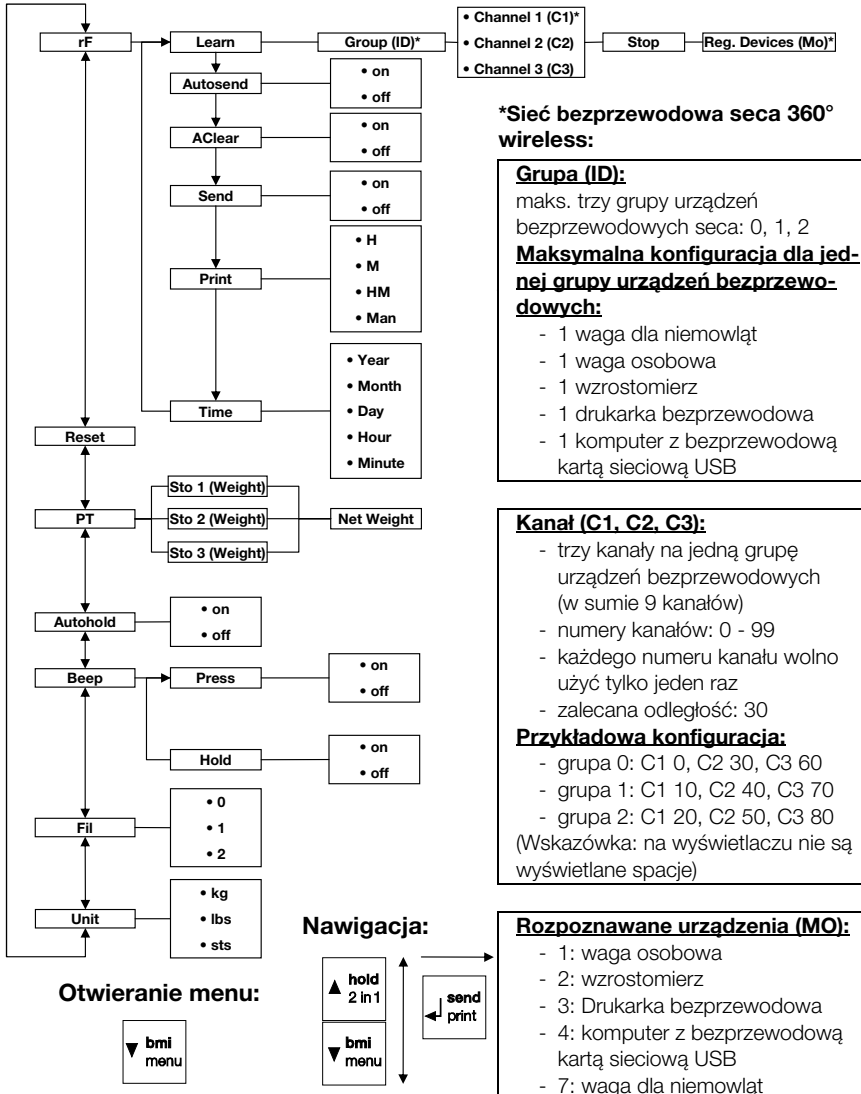 rF
Learn
Group (ID)*
• Channel 1 (C1)*
• Channel 2 (C2)
• Channel 3 (C3)
Stop
Reg. Devices (Mo)*
Autosend
• on
• off
AClear
• on
• off
Send
• on
• off
Print
• H
• M
• HM
• Man
Time
• Year
• Month
• Day
• Hour
• Minute
Reset
PT
Sto 1 (Weight)
Sto 2 (Weight)
Sto 3 (Weight)
Net Weight
Autohold
• on
• off
Beep
Press
• on
• off
Hold
• on
• off
Fil
• 0
• 1
• 2
Unit
• kg
• lbs
• sts
Otwieranie menu:
bmi
menu
Nawigacja:
hold
2 in 1
bmi
menu
send
print
*Sieć bezprzewodowa seca 360°
wireless:
Grupa (ID):
maks. trzy grupy urządzeń
bezprzewodowych seca: 0, 1, 2
Maksymalna konfiguracja dla jed-
nej grupy urządzeń bezprzewo-
dowych:
- 1 waga dla niemowląt
- 1 waga osobowa
- 1 wzrostomierz
- 1 drukarka bezprzewodowa
- 1 komputer z bezprzewodową
kartą sieciową USB
Kanał (C1, C2, C3):
- trzy kanały na jedną grupę
urządzeń bezprzewodowych
(w sumie 9 kanałów)
- numery kanałów: 0 - 99
- każdego numeru kanału wolno
użyć tylko jeden raz
- zalecana odległość: 30
Przykładowa konfiguracja:
- grupa 0: C1 0, C2 30, C3 60
- grupa 1: C1 10, C2 40, C3 70
- grupa 2: C1 20, C2 50, C3 80
(Wskazówka: na wyświetlaczu nie są
wyświetlane spacje)
Rozpoznawane urządzenia (MO):
- 1: waga osobowa
- 2: wzrostomierz
- 3: Drukarka bezprzewodowa
- 4: komputer z bezprzewodową
kartą sieciową USB
- 7: waga dla niemowląt